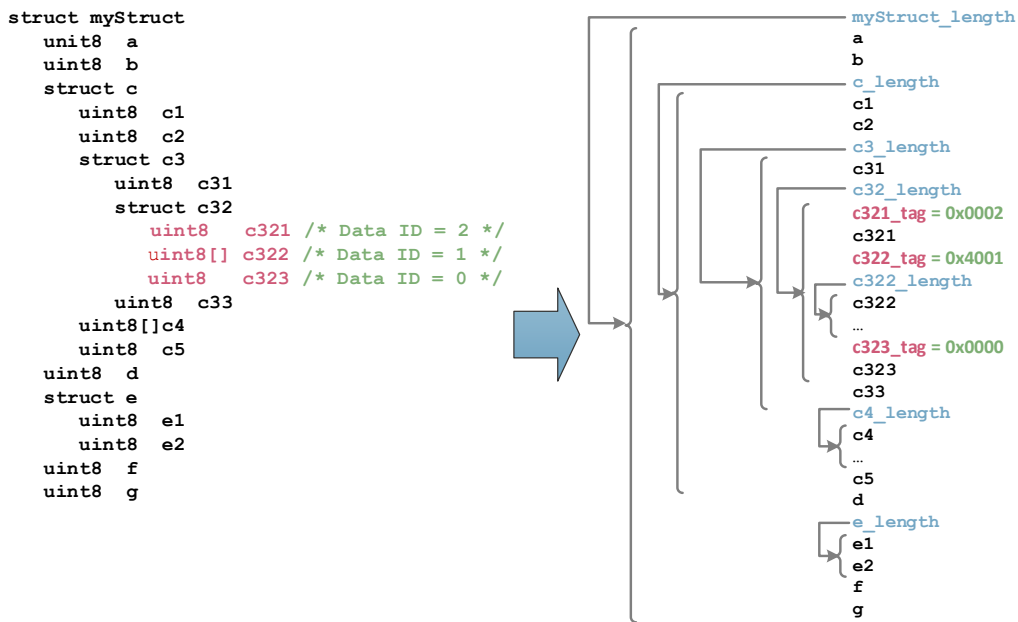 struct myStruct
unit8 a
uint8 b
struct c
uint8 c1
uint8 c2
struct c3
uint8 c31
struct c32
uint8 c321 /* Data ID = 2 */
uint8[] c322 /* Data ID = 1 */
uint8 c323 /* Data ID = 0 */
uint8 c33
uint8[]c4
uint8 c5
uint8 d
struct e
uint8 e1
uint8 e2
uint8 f
uint8 g
myStruct_length
a
b
c_length
c1
c2
c3_length
c31
c32_length
c321_tag = 0x0002
c321
c322_tag = 0x4001
c322_length
c322
…
c323_tag = 0x0000
c323
c33
c4_length
c4
…
c5
d
e_length
e1
e2
f
g